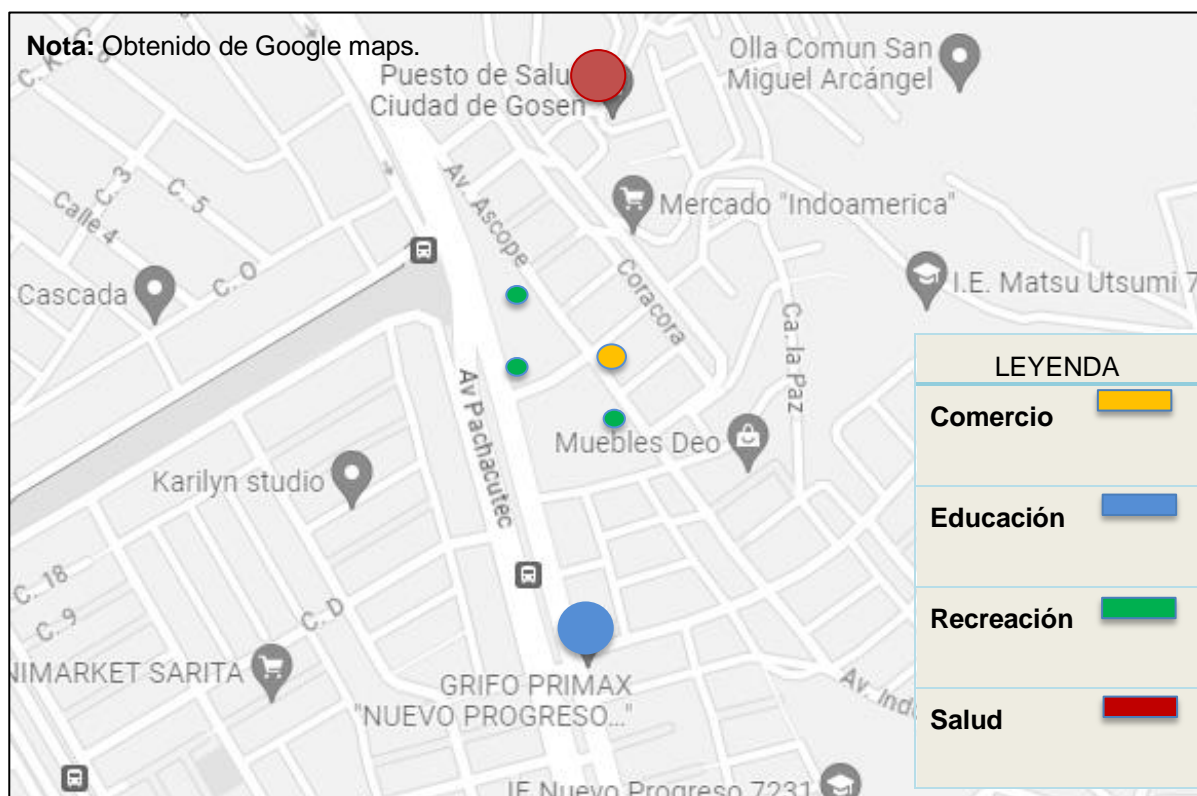 Nota: Obtenido de Google maps.
Olla Comun San
Miguel Arcángel
Puesto de Salu
Ciudad de Gosen
C. 3
C. 5
Calle 4
Av. Ascope
Mercado "Indoamerica"
C. O
Cascada
Coracora
I.E. Matsu Utsumi 7
Ca. la Paz
LEYENDA
Comercio
Av Pachacutec
Muebles Deo
Karilyn studio
Educación
C. 18
C. 9
C. D
Recreación
NIMARKET SARITA
GRIFO PRIMAX
"NUEVO PROGRESO..."
Av. Indo
Salud
IE Nuevo Progreso 7231